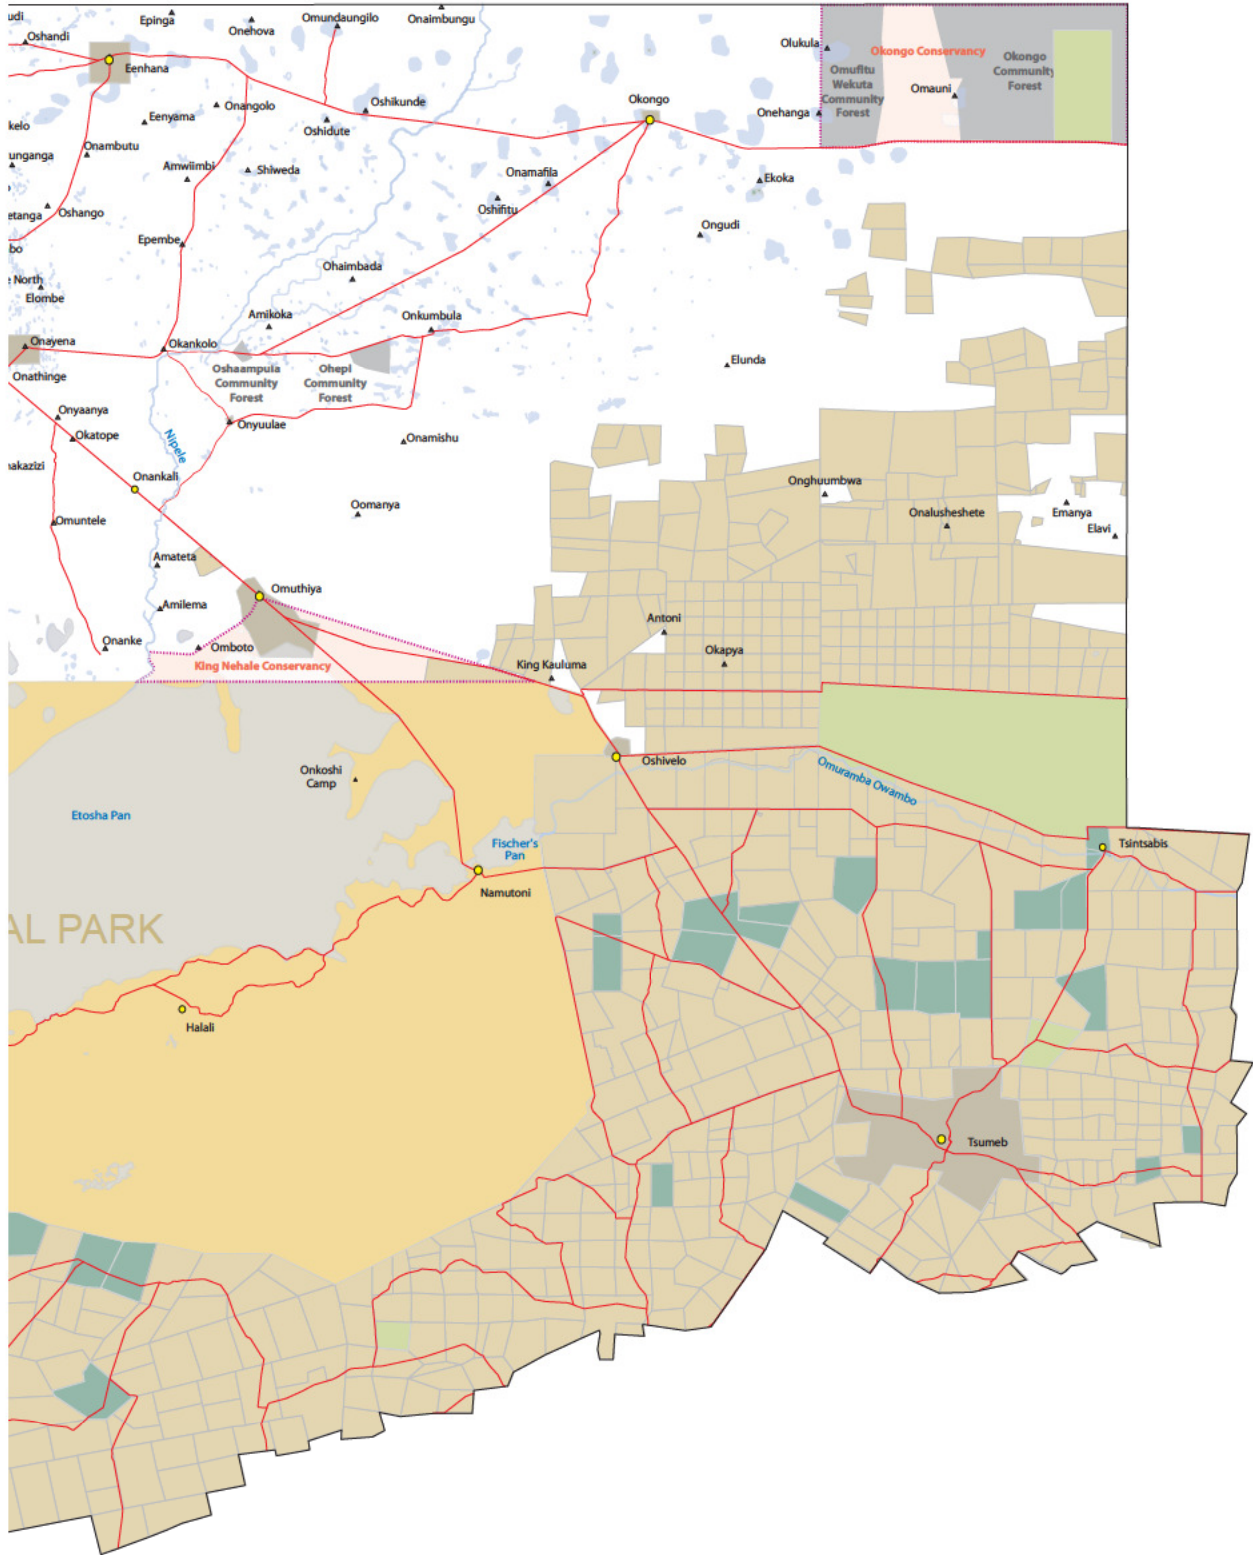 udi
Epinga
Omundaungilo
Onaimbungu
Oshandi
Onehova
Olukula
Okongo Conservancy
Eenhana
Omufitu
Wekuta
Community
Forest
Okongo
Community
Forest
Omauni
Onangolo
Oshikunde
Okongo
Onehanga
kelo
Eenyama
Oshidute
Onambutu
unganga
Amwiimbi
Shiweda
Onamafila
Ekoka
etanga
Oshango
Oshifitu
Ongudi
bo
Epembe
e North
Elombe
Ohaimbada
Amikoka
Onkumbula
Onayena
Okankolo
Elunda
Onathinge
Oshaampula
Community
Forest
Ohepi
Community
Forest
Onyaanya
Onyuulae
Okatope
Nipele
Onamishu
akazizi
Onankali
Onghuumbwa
Oomanya
Onalusheshete
Emanya
Omuntele
Elavi
Amateta
Omuthiya
Amilema
Antoni
Onanke
Omboto
Okapya
King Nehale Conservancy
King Kauluma
Oshivelo
Onkoshi
Camp
Omuramba Owambo
Etosha Pan
Fischer's
Pan
Tsintsabis
Namutoni
AL PARK
Halali
Tsumeb